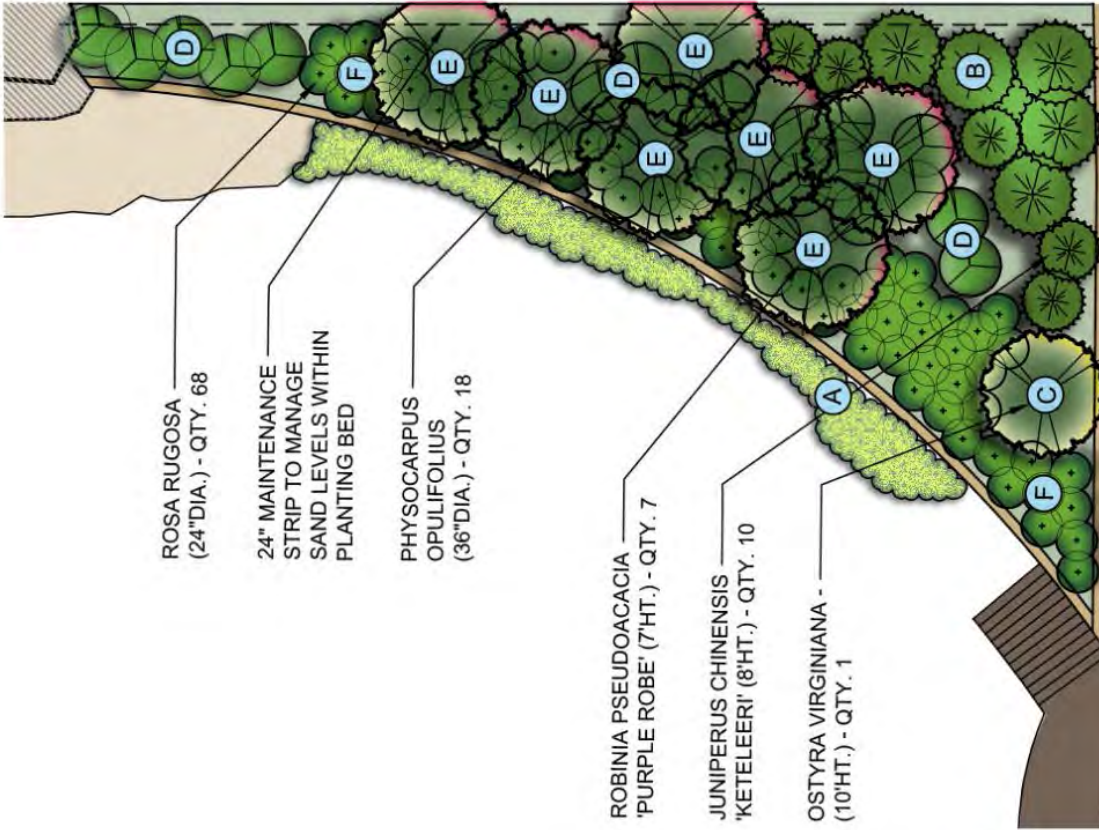 ROSA RUGOSA
(24"DIA.) - QTY. 68
24" MAINTENANCE
STRIP TO MANAGE
SAND LEVELS WITHIN
PLANTING BED
PHYSOCARPUS
OPULIFOLIUS
(36"DIA.) - QTY. 18
ROBINIA PSEUDOACACIA
'PURPLE ROBE' (7'HT.) - QTY. 7
JUNIPERUS CHINENSIS
'KETELEERI' (8'HT.) - QTY. 10
OSTYRA VIRGINIANA -
(10'HT.) - QTY. 1
D
F
E
E
D
E
E
E
E
E
B
D
A
C
F